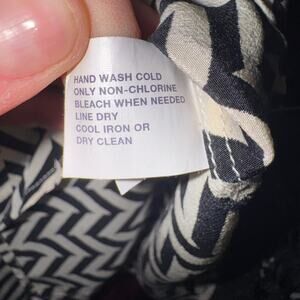 HAND WASH COLD
ONLY NON-CHLORINE
BLEACH WHEN NEEDED
LINE DRY
COOL IRON OR
DRY CLEAN